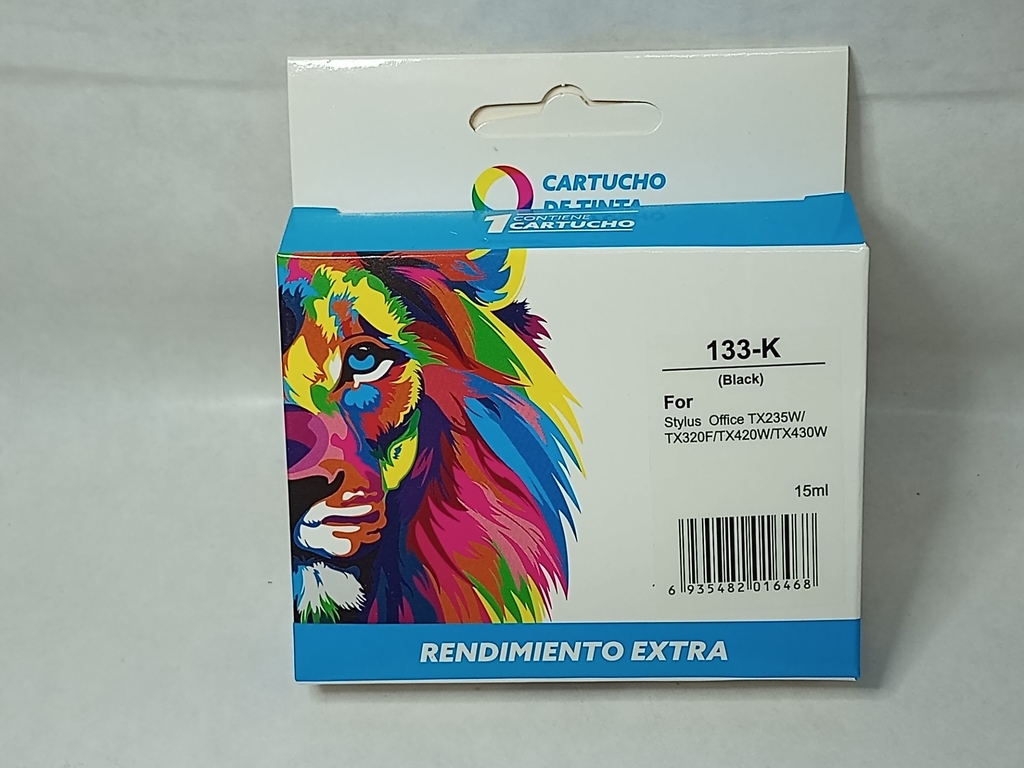 CARTUCHO
DE TINTA
1 CONTIENE
CARTUCHO
133-K
(Black)
For
Stylus Office TX235W/
TX320F/TX420W/TX430W
15ml
6 935482 016468
RENDIMIENTO EXTRA